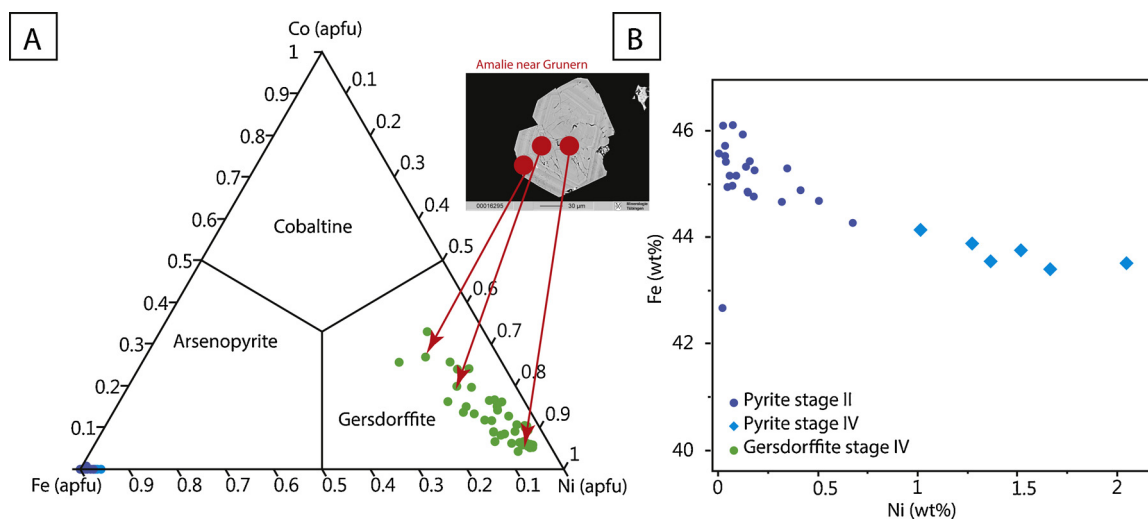 A
Co (apfu)
1
0.9
0.8
0.7
0.6
0.5
0.4
0.3
0.2
0.1
0.1
0.2
0.3
0.4
0.5
0.6
0.7
0.8
0.9
1
Cobaltine
Arsenopyrite
Gersdorffite
Fe (apfu)
0.9
0.8
0.7
0.6
0.5
0.4
0.3
0.2
0.1
Ni (apfu)
Amalie near Grunern
00016295
30 µm
Mineralogie
Tübingen
B
Fe (wt%)
46
44
42
40
Pyrite stage II
Pyrite stage IV
Gersdorffite stage IV
0
0.5
1
1.5
2
Ni (wt%)